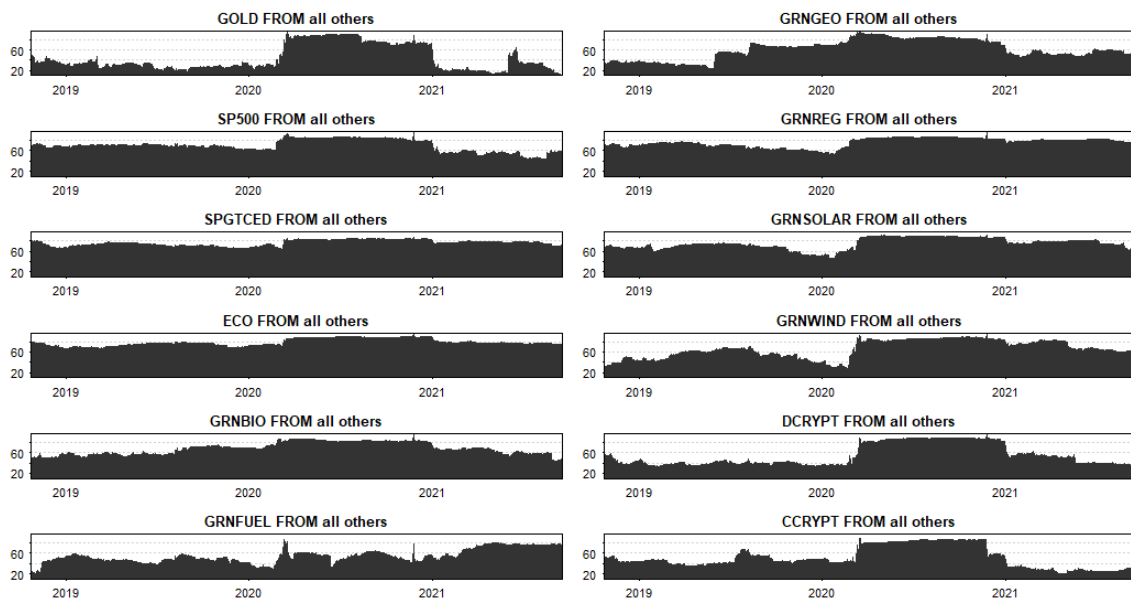 GOLD FROM all others
60
20
2019 2020 2021
GRNGEO FROM all others
60
20
2019 2020 2021
SP500 FROM all others
60
20
2019 2020 2021
GRNREG FROM all others
60
20
2019 2020 2021
SPGTCED FROM all others
60
20
2019 2020 2021
GRNSOLAR FROM all others
60
20
2019 2020 2021
ECO FROM all others
60
20
2019 2020 2021
GRNWIND FROM all others
60
20
2019 2020 2021
GRNBIO FROM all others
60
20
2019 2020 2021
DCRYPT FROM all others
60
20
2019 2020 2021
GRNFUEL FROM all others
60
20
2019 2020 2021
CCRYPT FROM all others
60
20
2019 2020 2021